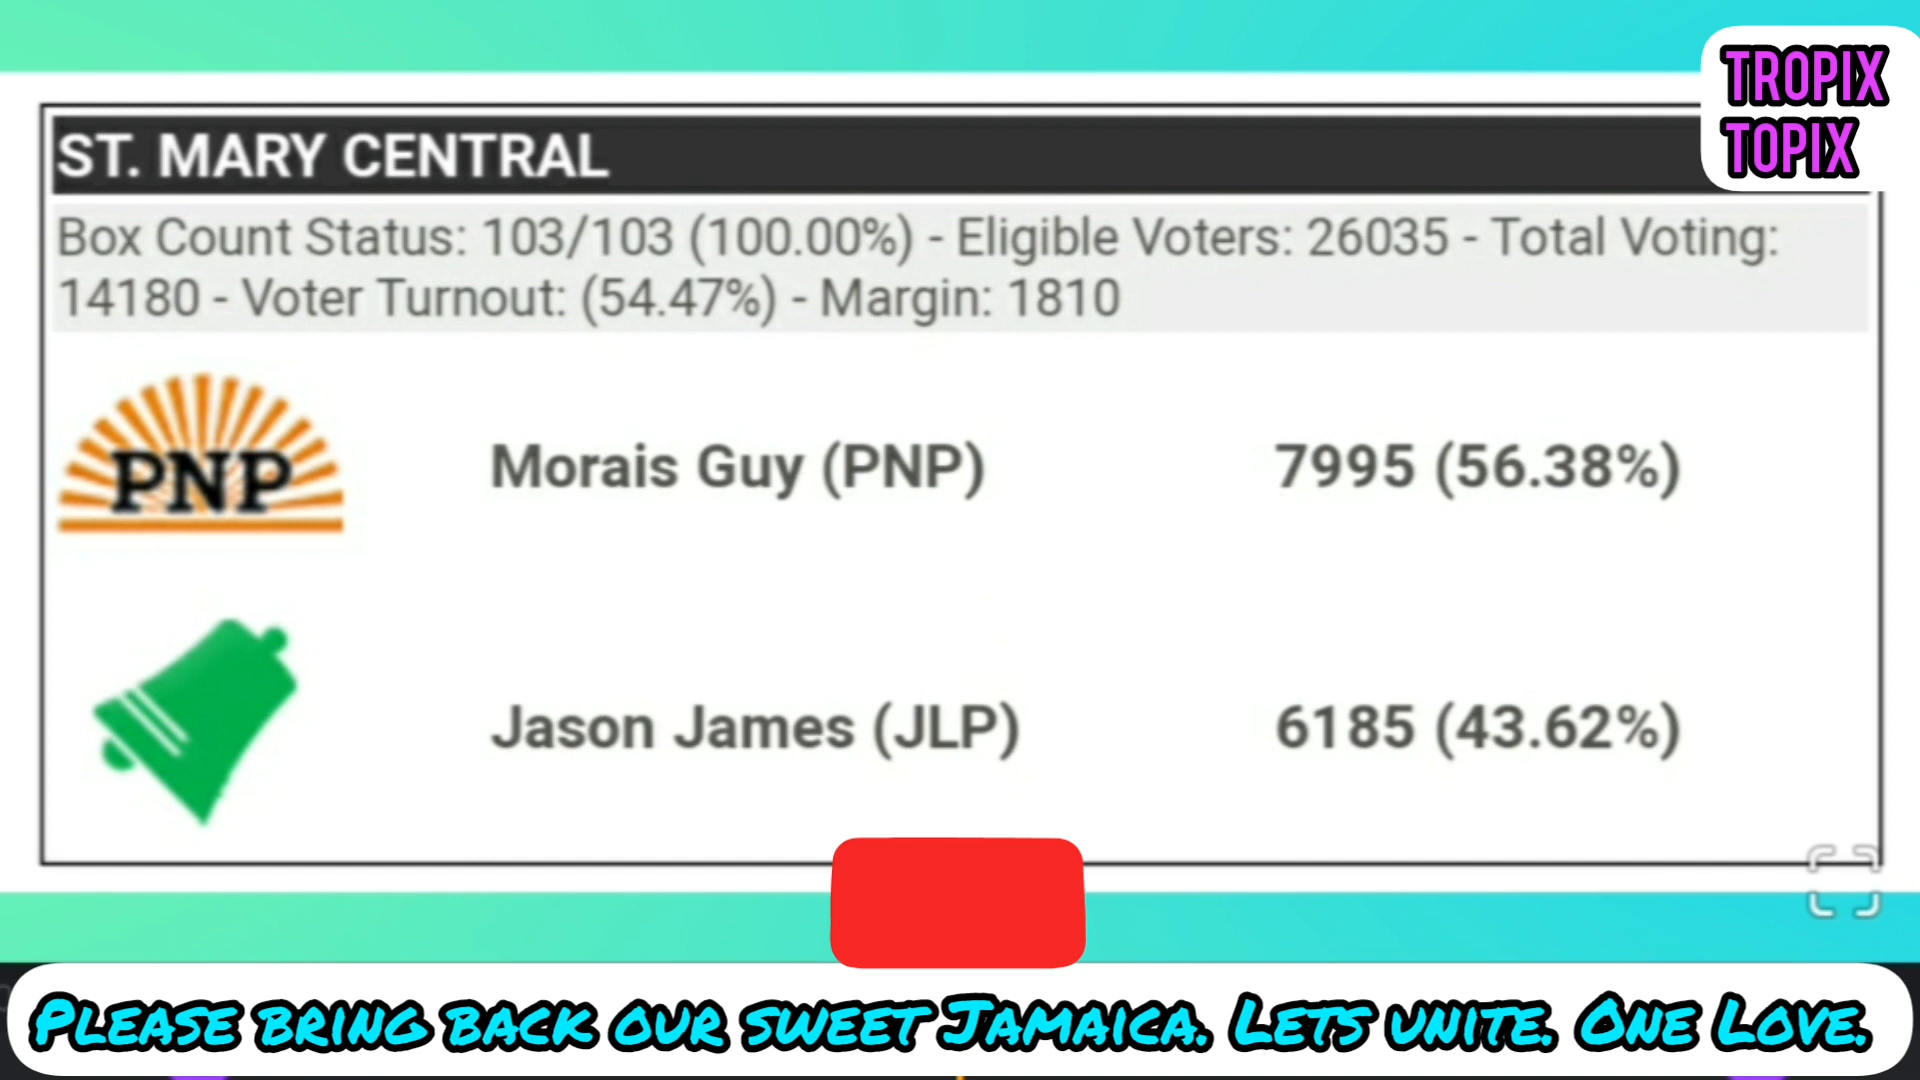 TROPIX
TOPIX
ST. MARY CENTRAL
Box Count Status: 103/103 (100.00%) - Eligible Voters: 26035 - Total Voting:
14180 - Voter Turnout: (54.47%) - Margin: 1810
PNP
Morais Guy (PNP) 7995 (56.38%)
Jason James (JLP) 6185 (43.62%)
PLEASE BRING BACK OUR SWEET JAMAICA. LETS UNITE. ONE LOVE.